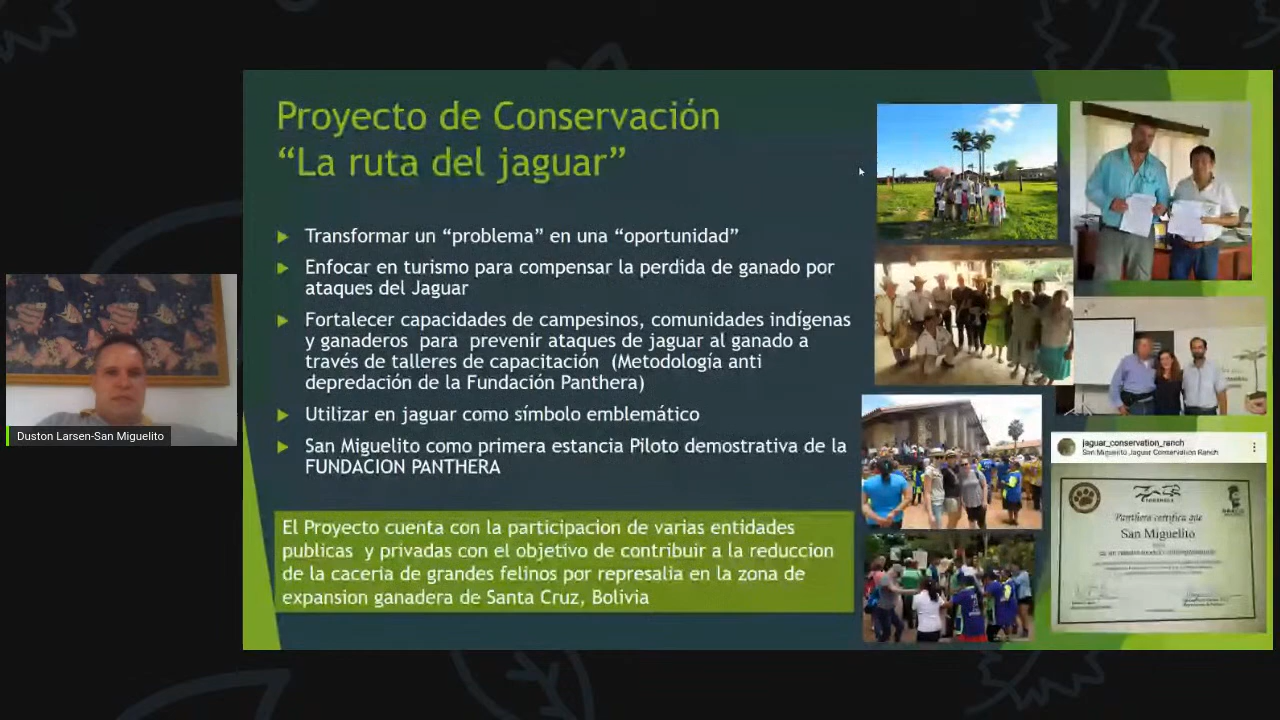 Proyecto de Conservación
“La ruta del jaguar”
Transformar un “problema” en una “oportunidad”
Enfocar en turismo para compensar la perdida de ganado por
ataques del Jaguar
Fortalecer capacidades de campesinos, comunidades indígenas
y ganaderos para prevenir ataques de jaguar al ganado a
través de talleres de capacitación (Metodología anti
depredación de la Fundación Panthera)
Utilizar en jaguar como símbolo emblemático
San Miguelito como primera estancia Piloto demostrativa de la
FUNDACION PANTHERA
El Proyecto cuenta con la participacion de varias entidades
publicas y privadas con el objetivo de contribuir a la reduccion
de la caceria de grandes felinos por represalia en la zona de
expansion ganadera de Santa Cruz, Bolivia
Duston Larsen-San Miguelito
jaguar_conservation_ranch
San Miguelito Jaguar Conservation Ranch
PANTHERA
Panthera certifica que
San Miguelito